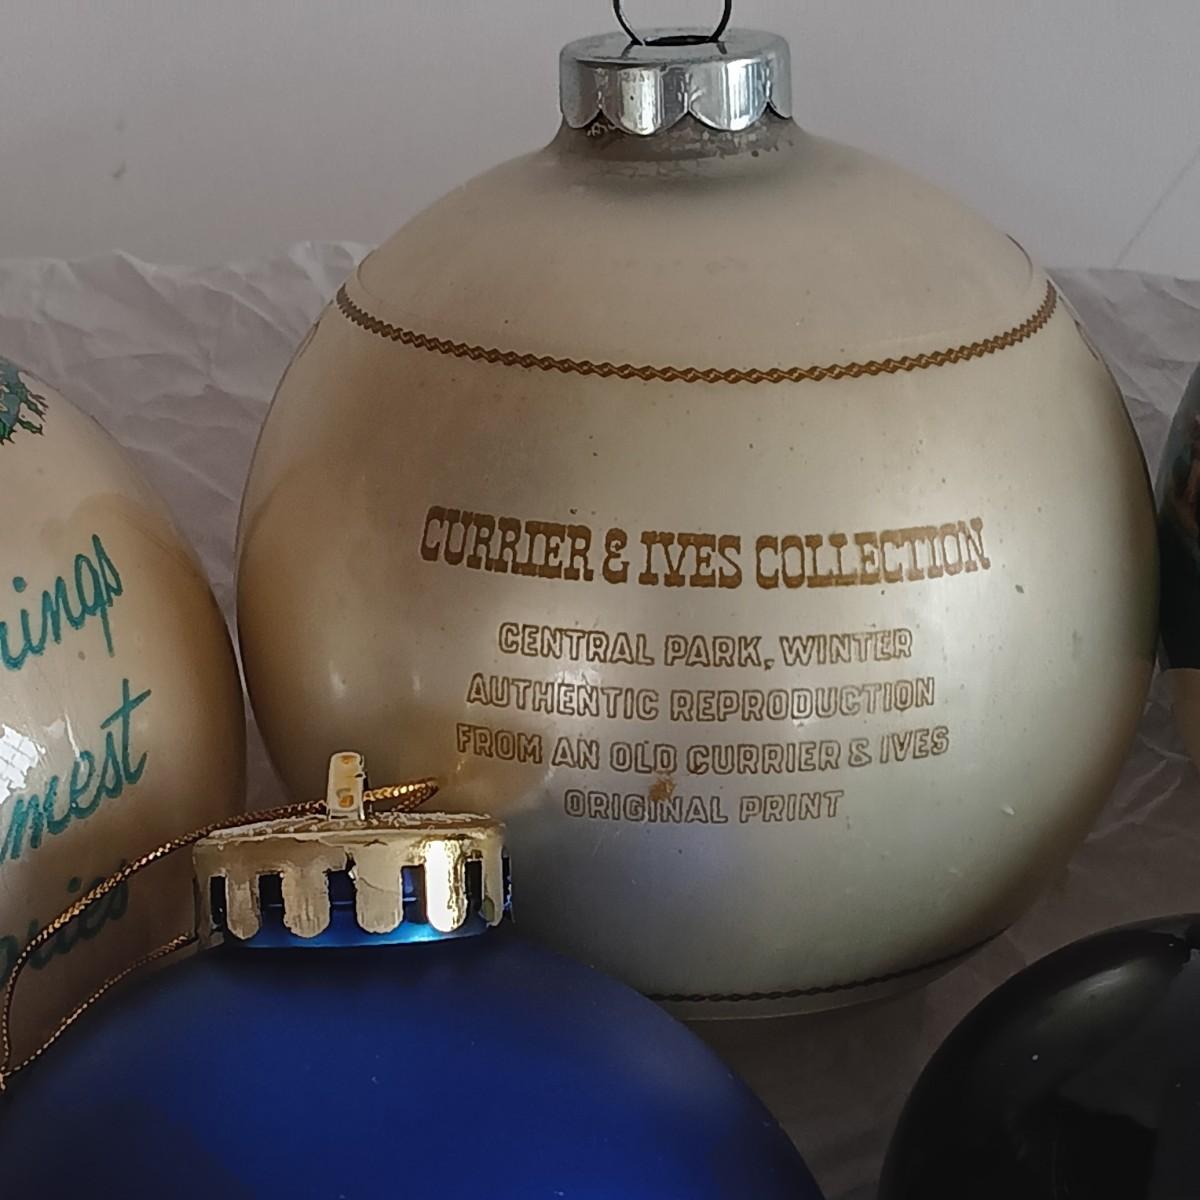 CURRIER & IVES COLLECTION
CENTRAL PARK, WINTER
AUTHENTIC REPRODUCTION
FROM AN OLD CURRIER & IVES
ORIGINAL PRINT